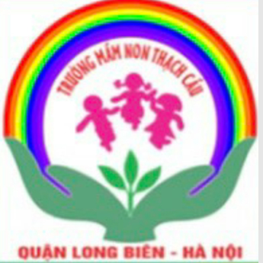 TRƯỜNG MẦM NON THẠCH CẦU
QUẬN LONG BIÊN - HÀ NỘI